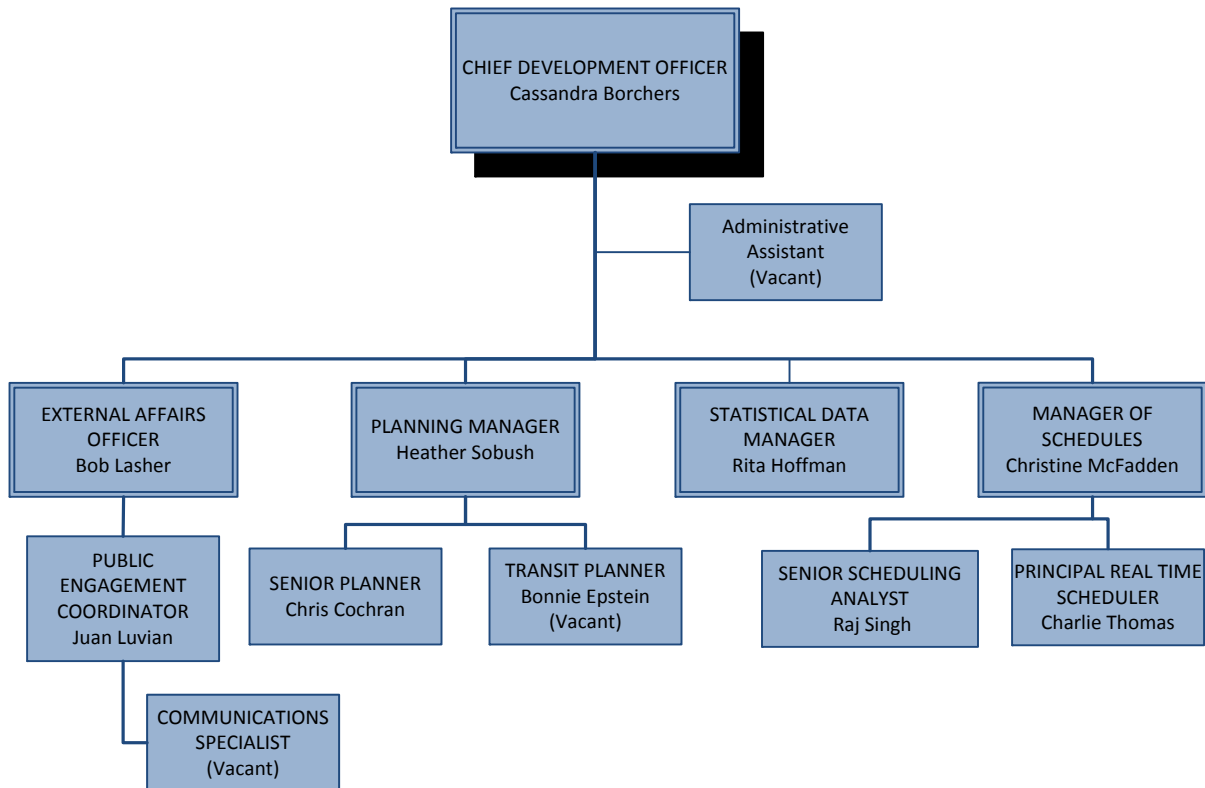 CHIEF DEVELOPMENT OFFICER
Cassandra Borchers
Administrative
Assistant
(Vacant)
EXTERNAL AFFAIRS
OFFICER
Bob Lasher
PLANNING MANAGER
Heather Sobush
STATISTICAL DATA
MANAGER
Rita Hoffman
MANAGER OF
SCHEDULES
Christine McFadden
PUBLIC
ENGAGEMENT
COORDINATOR
Juan Luvian
SENIOR PLANNER
Chris Cochran
TRANSIT PLANNER
Bonnie Epstein
(Vacant)
SENIOR SCHEDULING
ANALYST
Raj Singh
PRINCIPAL REAL TIME
SCHEDULER
Charlie Thomas
COMMUNICATIONS
SPECIALIST
(Vacant)